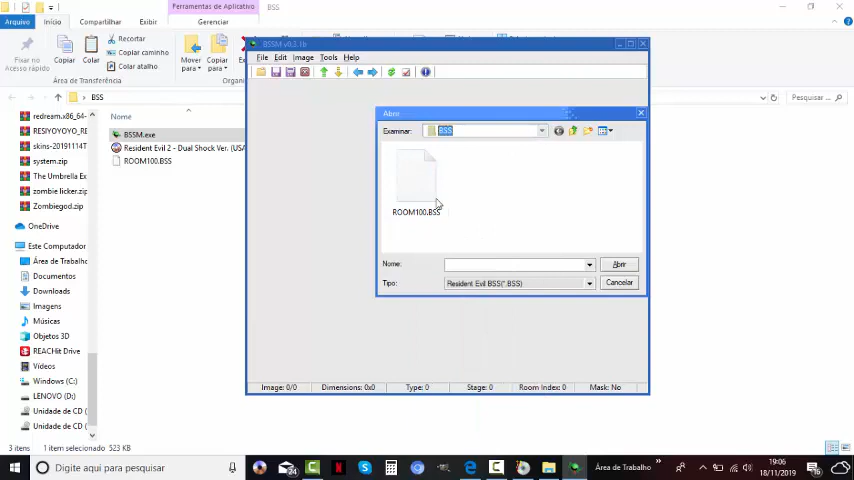 Ferramentas de Aplicativo
BSS
Arquivo
Início
Compartilhar
Exibir
Gerenciar
Fixar no
Acesso rápido
Copiar
Colar
Recortar
Copiar caminho
Colar atalho
Área de Transferência
Mover
para
Copiar
para
BSS
Pesquisar ...
Nome
redream.x86_64-
RESIYOYOYO_RE
skins-20191114T
system.zip
The Umbrella Ex
zombie licker.zip
Zombiegod.zip
OneDrive
Este Computador
Área de Trabalho
Documentos
Downloads
Imagens
Músicas
Objetos 3D
REACHit Drive
Vídeos
Windows (C:)
LENOVO (D:)
Unidade de CD (
Unidade de CD (
BSSM.exe
Resident Evil 2 - Dual Shock Ver. (USA
ROOM100.BSS
3 itens
1 item selecionado 523 KB
File Edit Image Tools Help
Abrir
Examinar:
BSS
ROOM100.BSS
Nome:
Abrir
Tipo:
Resident Evil BSS(*.BSS)
Cancelar
Image: 0/0
Dimensions: 0x0
Type: 0
Stage: 0
Room Index: 0
Mask: No
Digite aqui para pesquisar
24
Área de Trabalho
19:06
18/11/2019
16